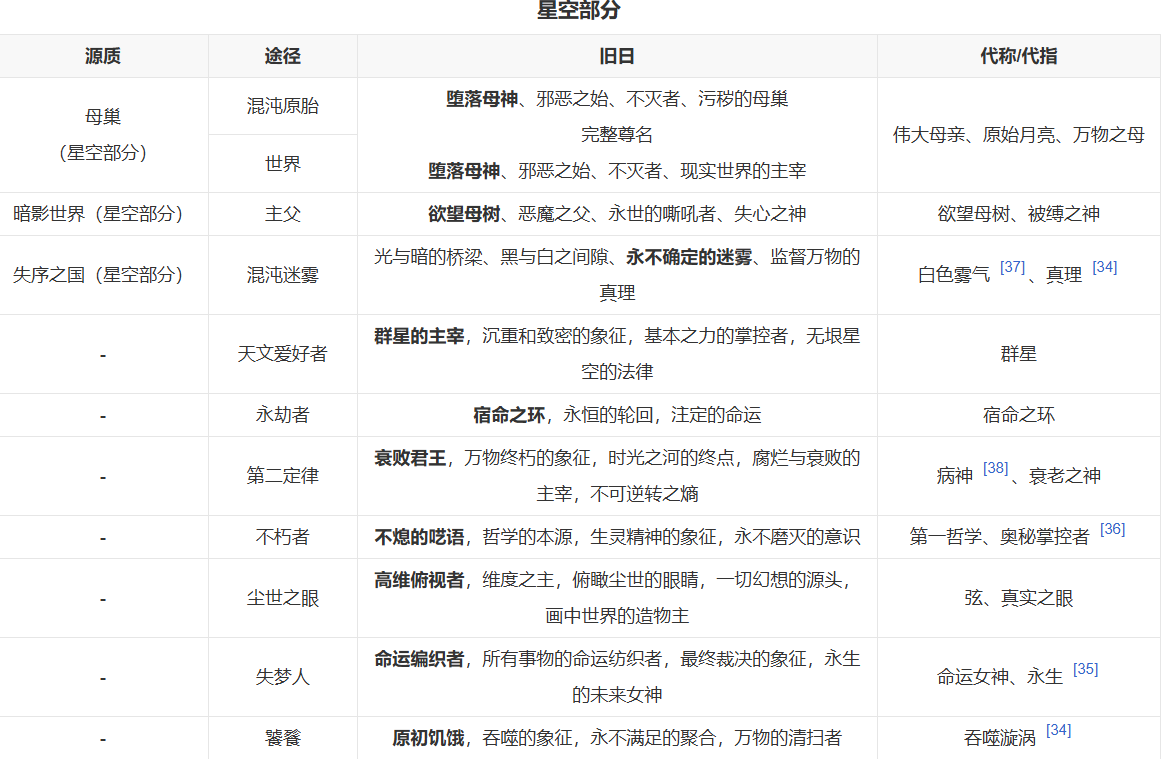 星空部分
源质 途径 旧日 代称/代指
母巢
（星空部分）
混沌原胎
世界
堕落母神、邪恶之始、不灭者、污秽的母巢
完整尊名
堕落母神、邪恶之始、不灭者、现实世界的主宰
伟大母亲、原始月亮、万物之母
暗影世界（星空部分） 主父 欲望母树、恶魔之父、永世的嘶吼者、失心之神 欲望母树、被缚之神
失序之国（星空部分） 混沌迷雾
光与暗的桥梁、黑与白之间隙、永不确定的迷雾、监督万物的
真理
白色雾气 [37] 、真理 [34]
- 天文爱好者
群星的主宰，沉重和致密的象征，基本之力的掌控者，无垠星
空的法律
群星
- 永劫者 宿命之环，永恒的轮回，注定的命运 宿命之环
- 第二定律
衰败君王，万物终朽的象征，时光之河的终点，腐烂与衰败的
主宰，不可逆转之熵
病神 [38] 、衰老之神
- 不朽者 不熄的呓语，哲学的本源，生灵精神的象征，永不磨灭的意识 第一哲学、奥秘掌控者 [36]
- 尘世之眼
高维俯视者，维度之主，俯瞰尘世的眼睛，一切幻想的源头，
画中世界的造物主
弦、真实之眼
- 失梦人
命运编织者，所有事物的命运纺织者，最终裁决的象征，永生
的未来女神
命运女神、永生 [35]
- 饕餮 原初饥饿，吞噬的象征，永不满足的聚合，万物的清扫者 吞噬漩涡 [34]